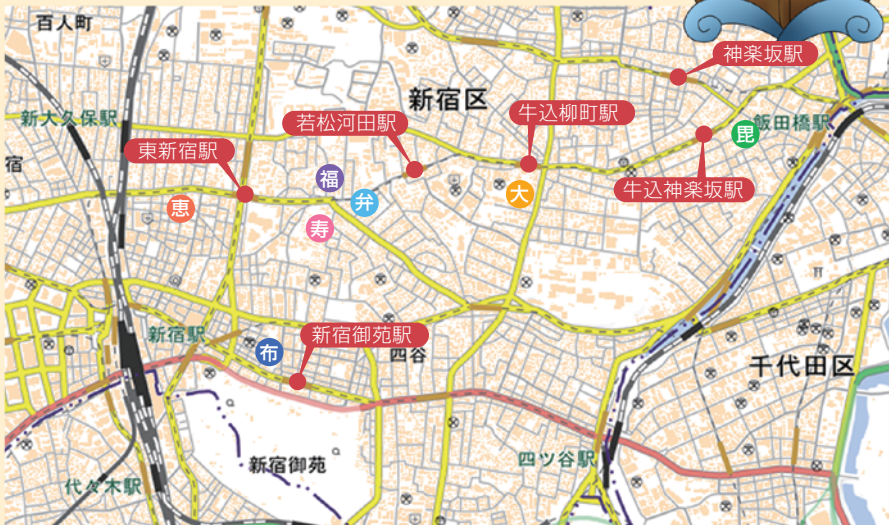 百人町
神楽坂駅
新宿区
新大久保駅
若松河田駅
牛込柳町駅
飯田橋駅
毘
東新宿駅
宿
福
弁
大
牛込神楽坂駅
恵
寿
新宿駅
新宿御苑駅
布
四谷
千代田区
新宿御苑
四ツ谷駅
代々木駅